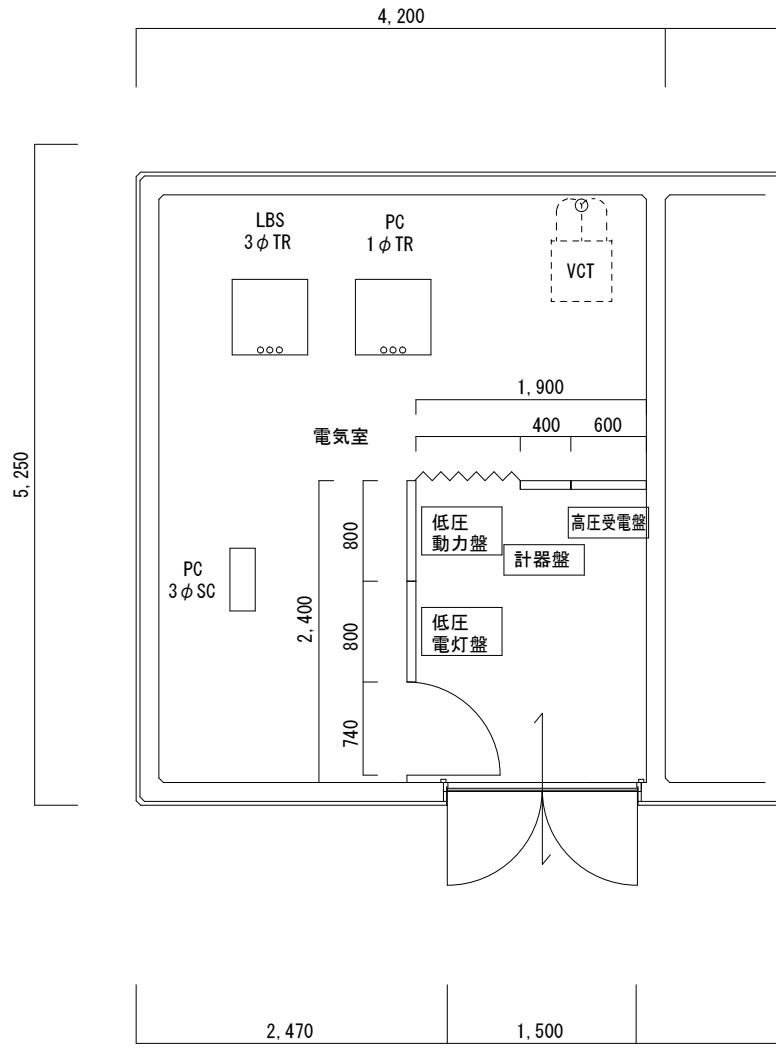 4,200
LBS
3φTR
PC
1φTR
Y
VCT
1,900
400
600
電気室
5,250
低圧
動力盤
高圧受電盤
計器盤
800
PC
3φSC
2,400
低圧
電灯盤
800
740
2,470
1,500